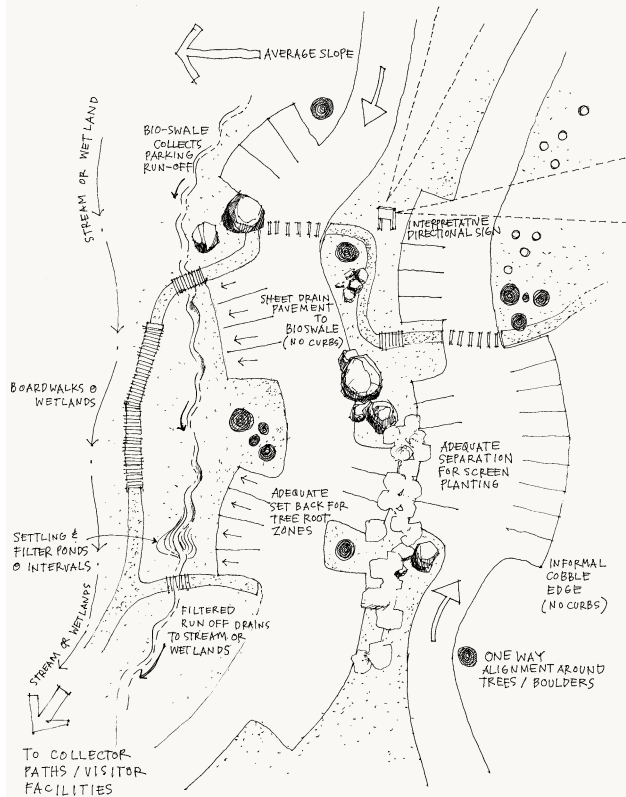 AVERAGE SLOPE
BIO-SWALE
COLLECTS
PARKING
RUN-OFF
STREAM OR WETLAND
INTERPRETATIVE
DIRECTIONAL SIGN
SHEET DRAIN
PAVEMENT
TO
BIOSWALE
(NO CURBS)
BOARDWALKS @
WETLANDS
ADEQUATE
SEPARATION
FOR SCREEN
PLANTING
ADEQUATE
SET BACK FOR
TREE ROOT
ZONES
SETTLING &
FILTER PONDS
@ INTERVALS
INFORMAL
COBBLE
EDGE
(NO CURBS)
FILTERED
RUN OFF DRAINS
TO STREAM OR
WETLANDS
STREAM OR WETLANDS
ONE WAY
ALIGNMENT AROUND
TREES / BOULDERS
TO COLLECTOR
PATHS / VISITOR
FACILITIES